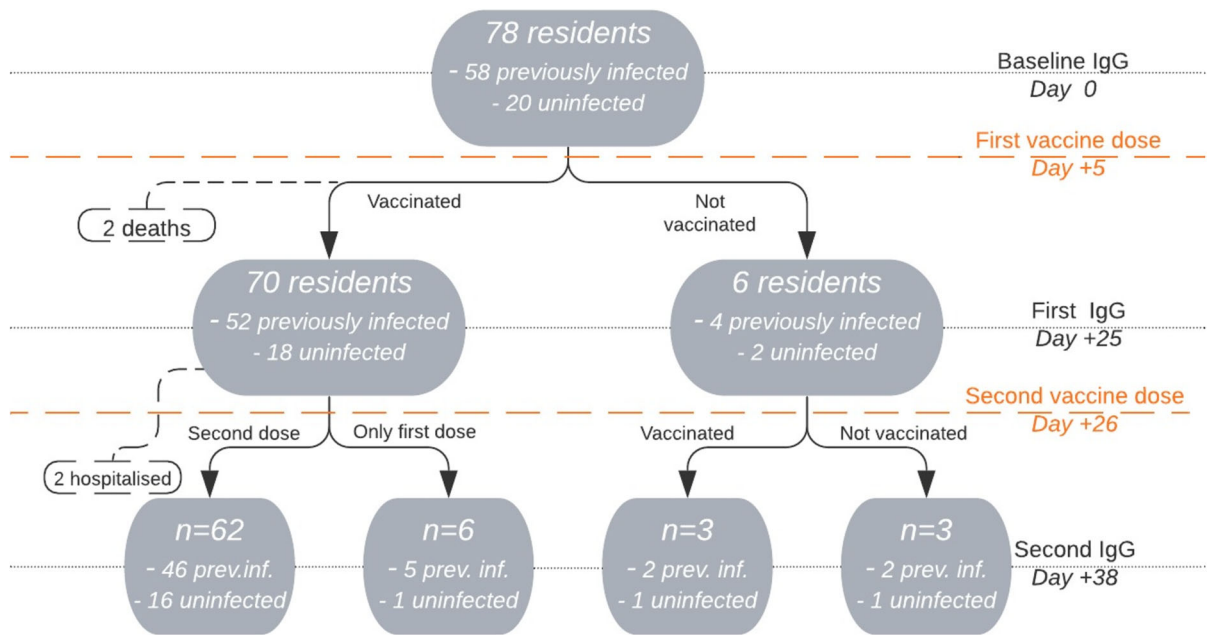 78 residents
- 58 previously infected
- 20 uninfected
Baseline IgG
Day 0
First vaccine dose
Day +5
2 deaths
Vaccinated
Not
vaccinated
70 residents
- 52 previously infected
- 18 uninfected
6 residents
- 4 previously infected
- 2 uninfected
First IgG
Day +25
Second vaccine dose
Day +26
2 hospitalised
Second dose
Only first dose
Vaccinated
Not vaccinated
n=62
- 46 prev.inf.
- 16 uninfected
n=6
- 5 prev. inf.
- 1 uninfected
n=3
- 2 prev. inf.
- 1 uninfected
n=3
- 2 prev. inf.
- 1 uninfected
Second IgG
Day +38